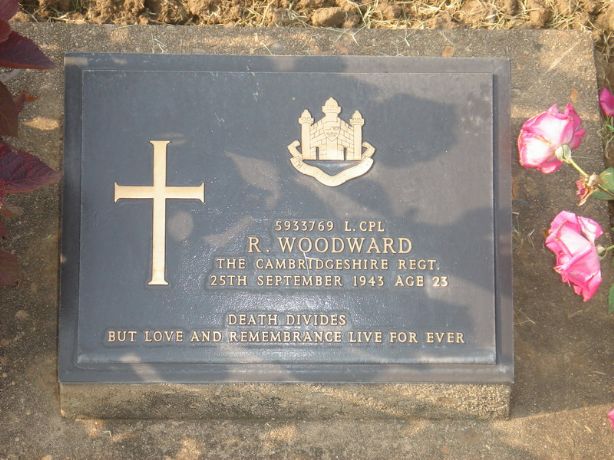 5933769 L. CPL
R. WOODWARD
THE CAMBRIDGESHIRE REGT.
25TH SEPTEMBER 1943 AGE 23
DEATH DIVIDES
BUT LOVE AND REMEMBRANCE LIVE FOR EVER